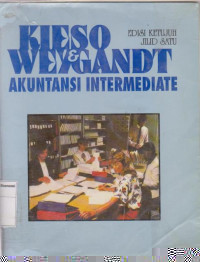 KIESO
EDISI KETUJUH
JILID SATU
&
WEYGANDT
AKUNTANSI INTERMEDIATE